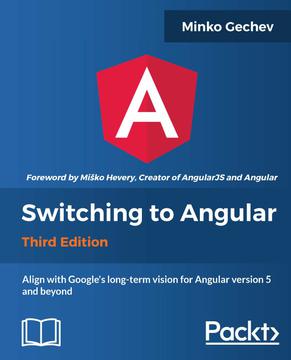 Minko Gechev
A
Foreword by Miško Hevery, Creator of AngularJS and Angular
Switching to Angular
Third Edition
Align with Google's long-term vision for Angular version 5
and beyond
Packt>